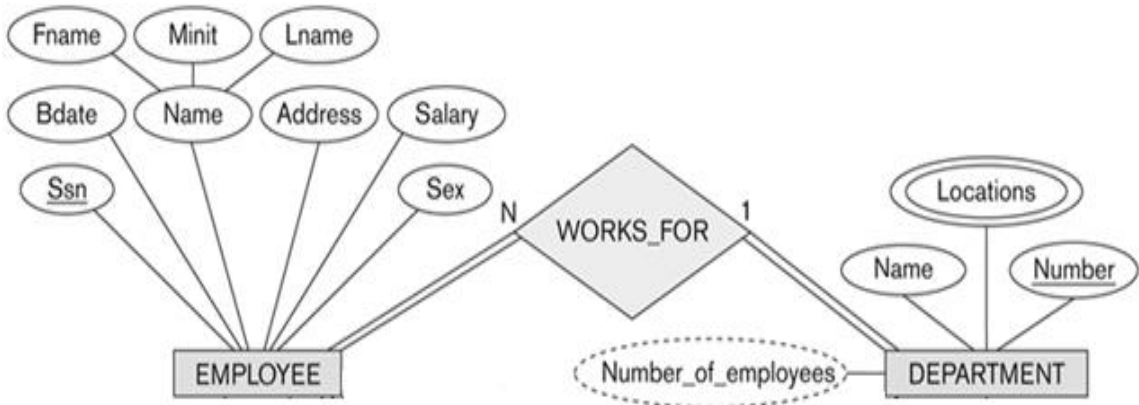 Fname
Minit
Lname
Bdate
Name
Address
Salary
Ssn
Sex
N
WORKS_FOR
1
Locations
Name
Number
Number_of_employees
EMPLOYEE
DEPARTMENT